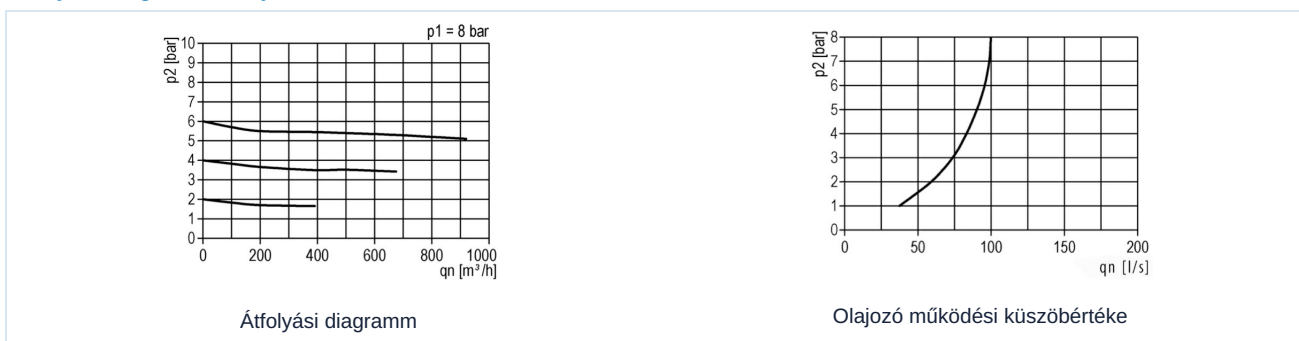 p1 = 8 bar
p2 [bar]
10
9
8
7
6
5
4
3
2
1
0
0 200 400 600 800 1000
qn [m³/h]
Átfolyási diagramm
p2 [bar]
8
7
6
5
4
3
2
1
0
0 50 100 150 200
qn [l/s]
Olajozó működési küszöbértéke